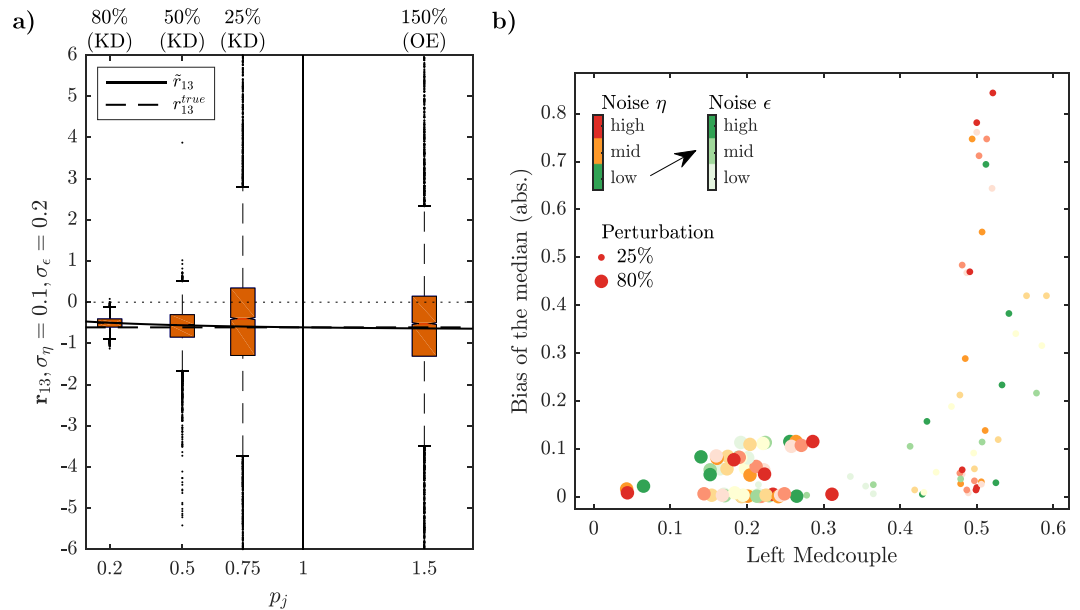 a)
80% 50% 25% 150%
(KD) (KD) (KD) (OE)
r̃₁₃
r₁₃ᵗʳᵘᵉ
6
5
4
3
2
1
0
-1
-2
-3
-4
-5
-6
r₁₃, σ_η = 0.1, σ_ϵ = 0.2
0.2 0.5 0.75 1 1.5
p_j
b)
Noise η Noise ϵ
high high
mid mid
low low
Perturbation
25%
80%
0.8
0.7
0.6
0.5
0.4
0.3
0.2
0.1
0
Bias of the median (abs.)
0 0.1 0.2 0.3 0.4 0.5 0.6
Left Medcouple